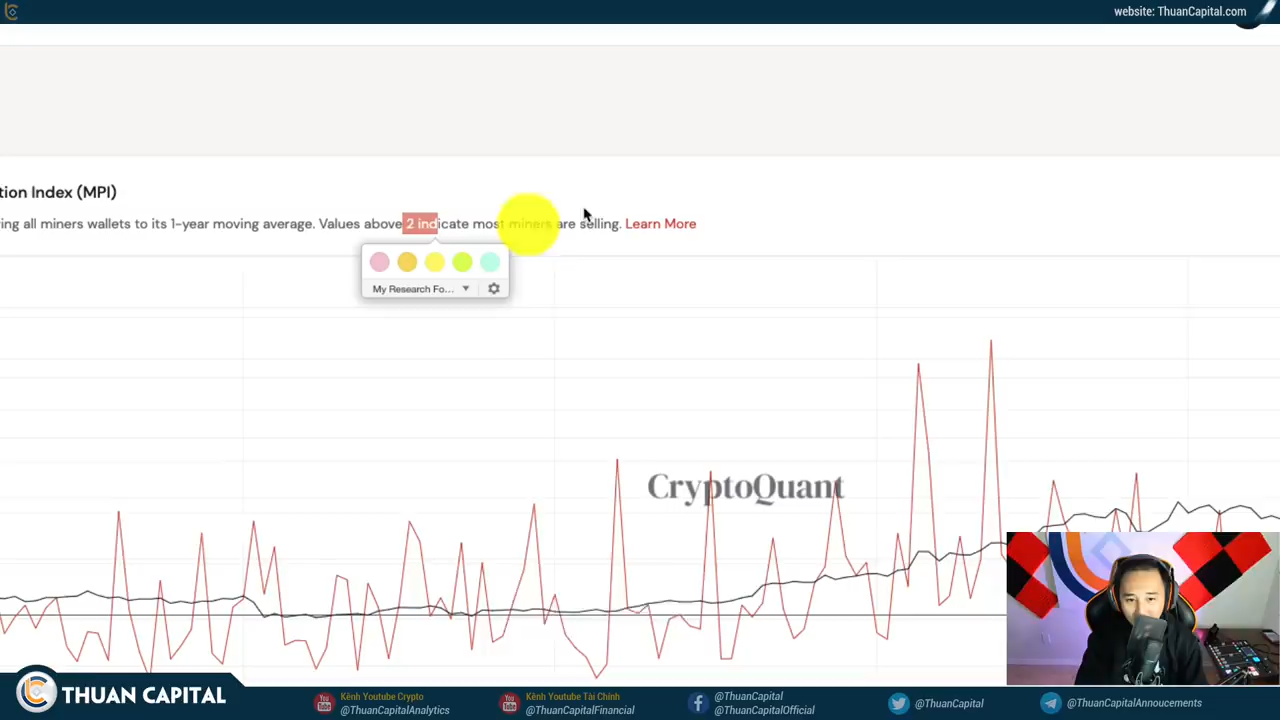 website: ThuanCapital.com
tion Index (MPI)
ing all miners wallets to its 1-year moving average. Values above 2 indicate most miners are selling. Learn More
My Research Fo...
CryptoQuant
THUAN CAPITAL
Kênh Youtube Crypto
@ThuanCapitalAnalytics
Kênh Youtube Tài Chính
@ThuanCapitalFinancial
@ThuanCapital
@ThuanCapitalOfficial
@ThuanCapital
@ThuanCapitalAnnoucements